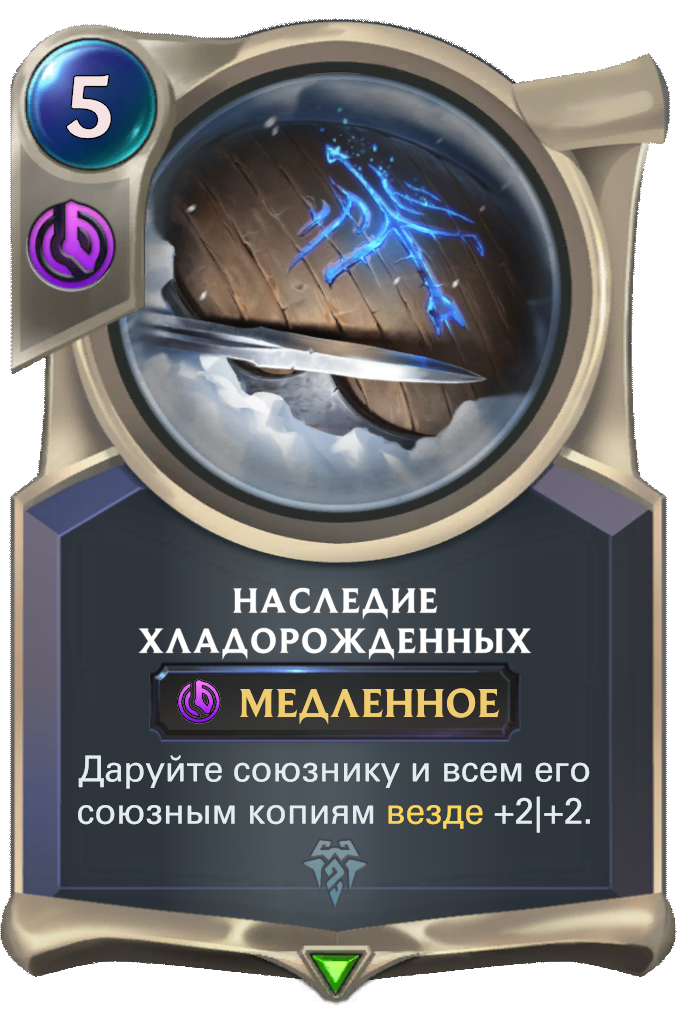 5
НАСЛЕДИЕ
ХЛАДОРОЖДЕННЫХ
МЕДЛЕННОЕ
Даруйте союзнику и всем его
союзным копиям везде +2|+2.